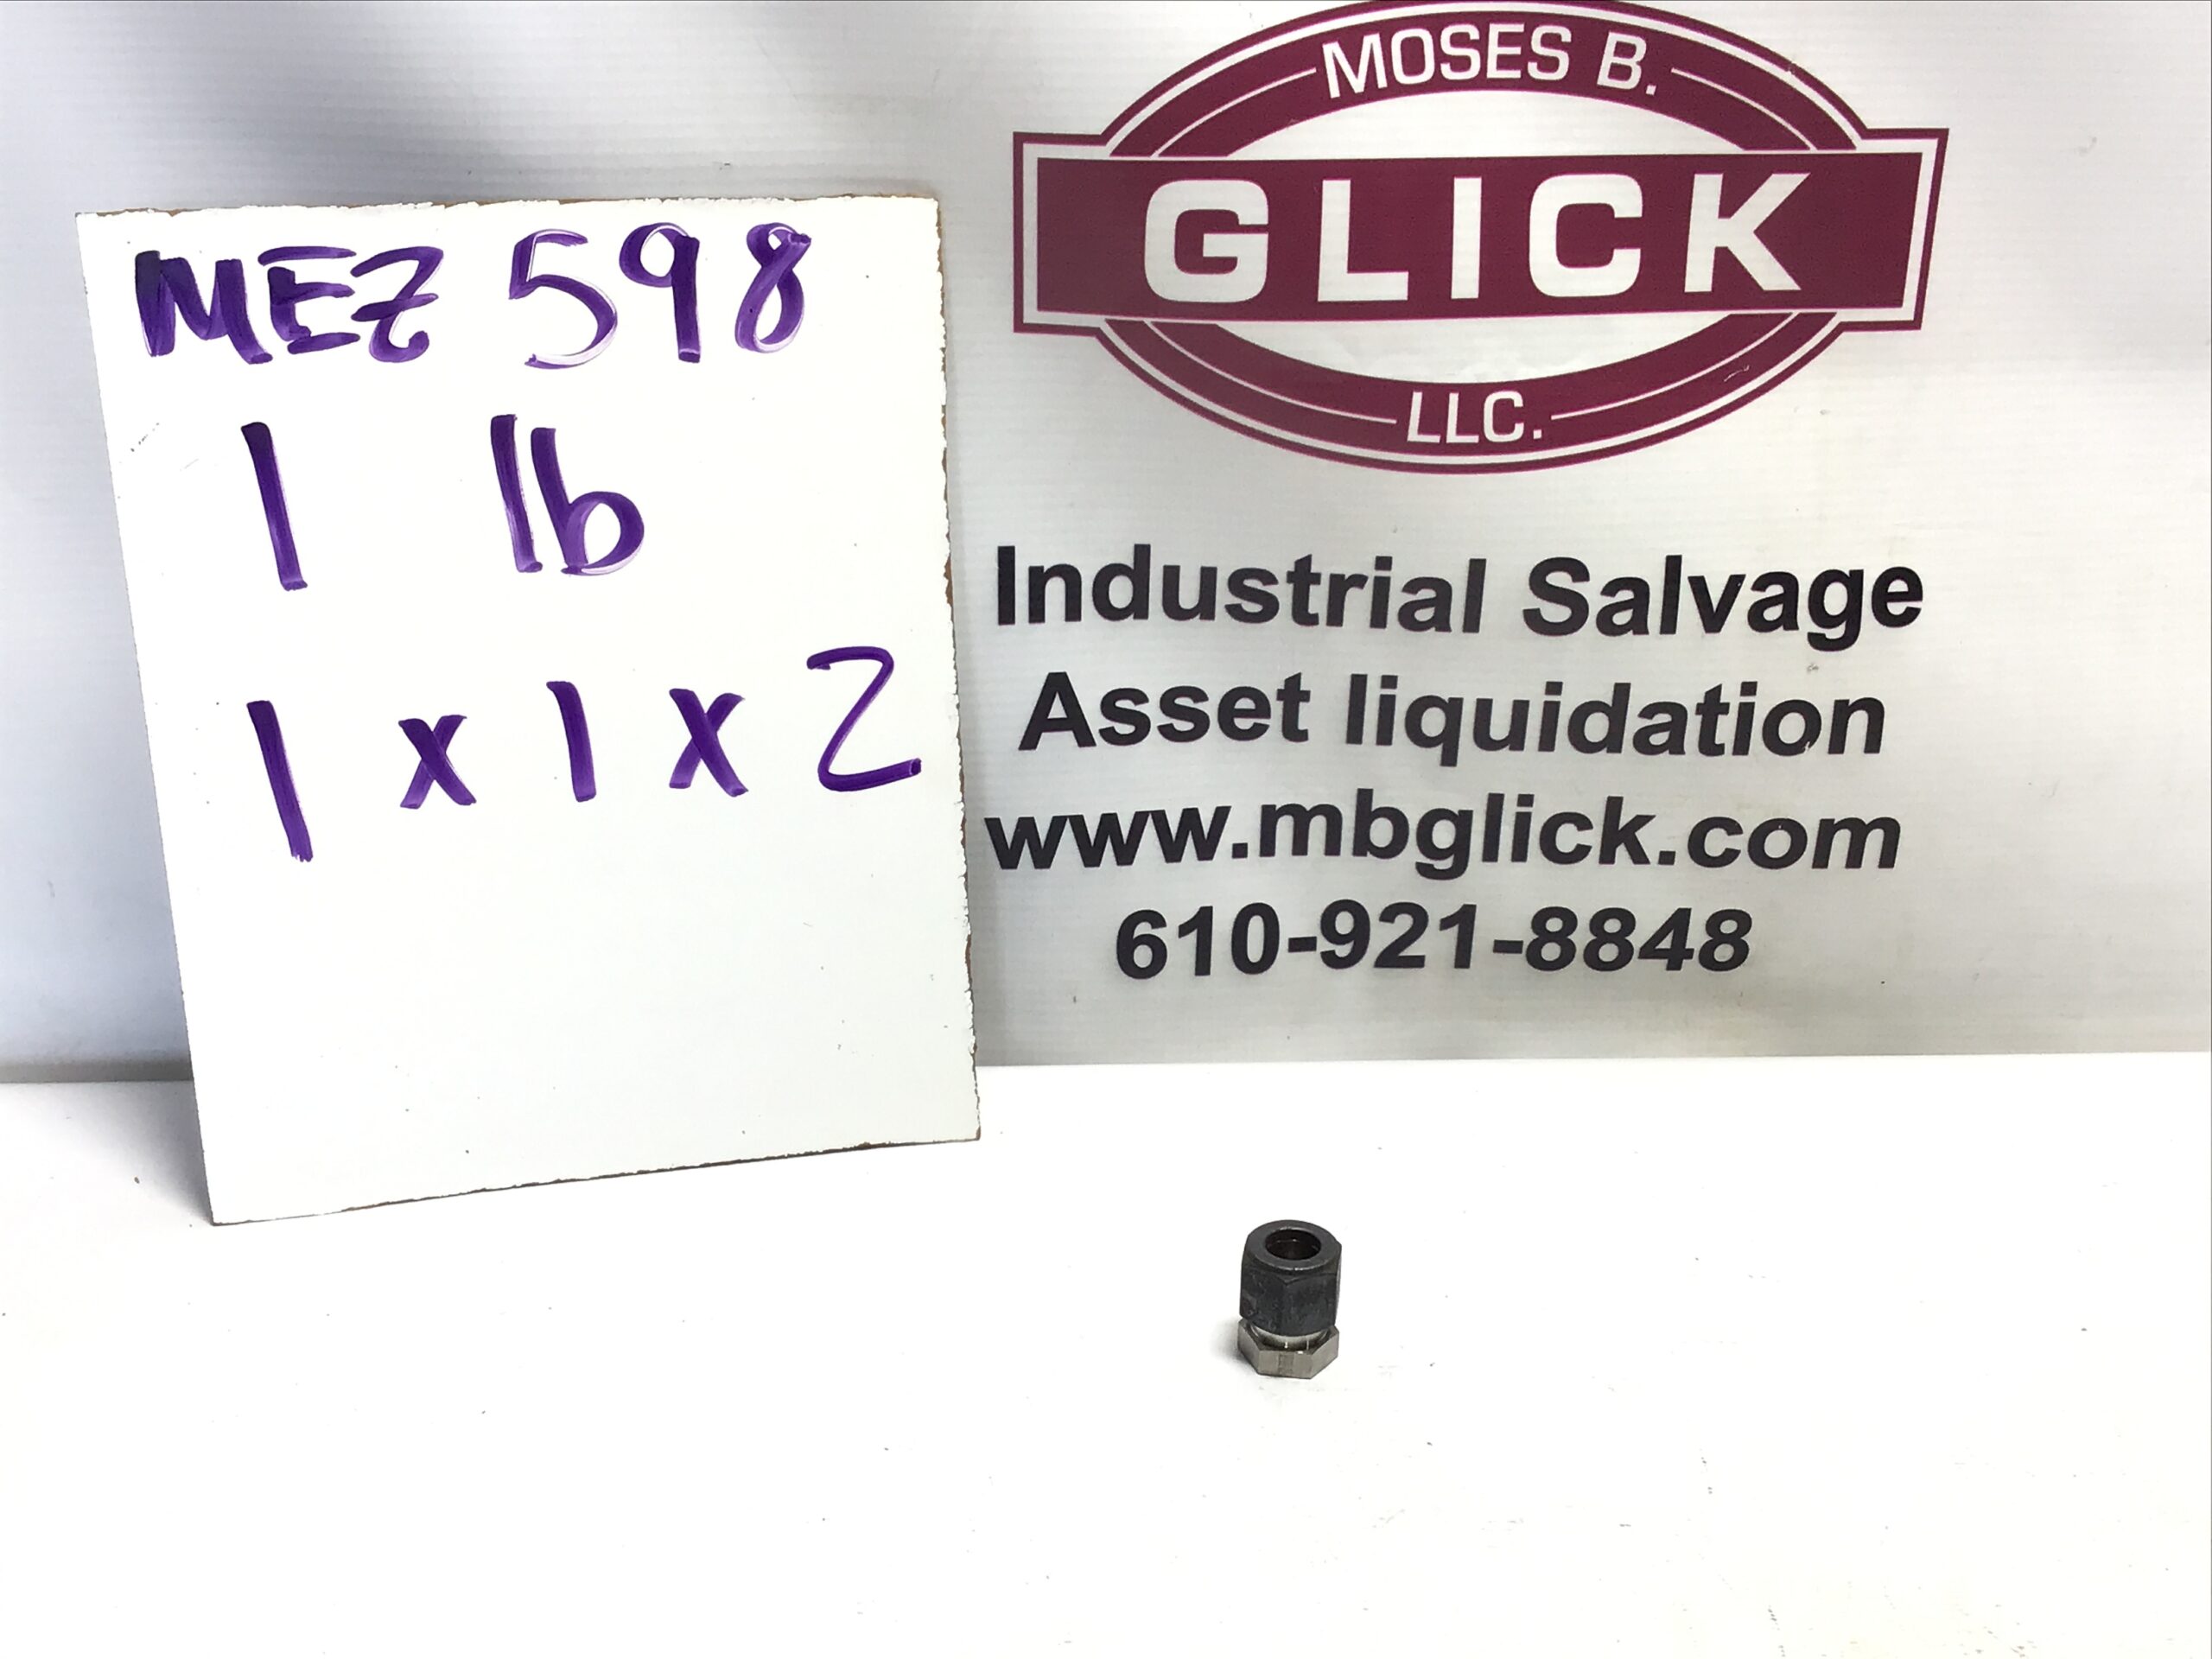 MEZ 598
1 lb
1 x 1 x 2
MOSES B.
GLICK
LLC.
Industrial Salvage
Asset liquidation
www.mbglick.com
610-921-8848